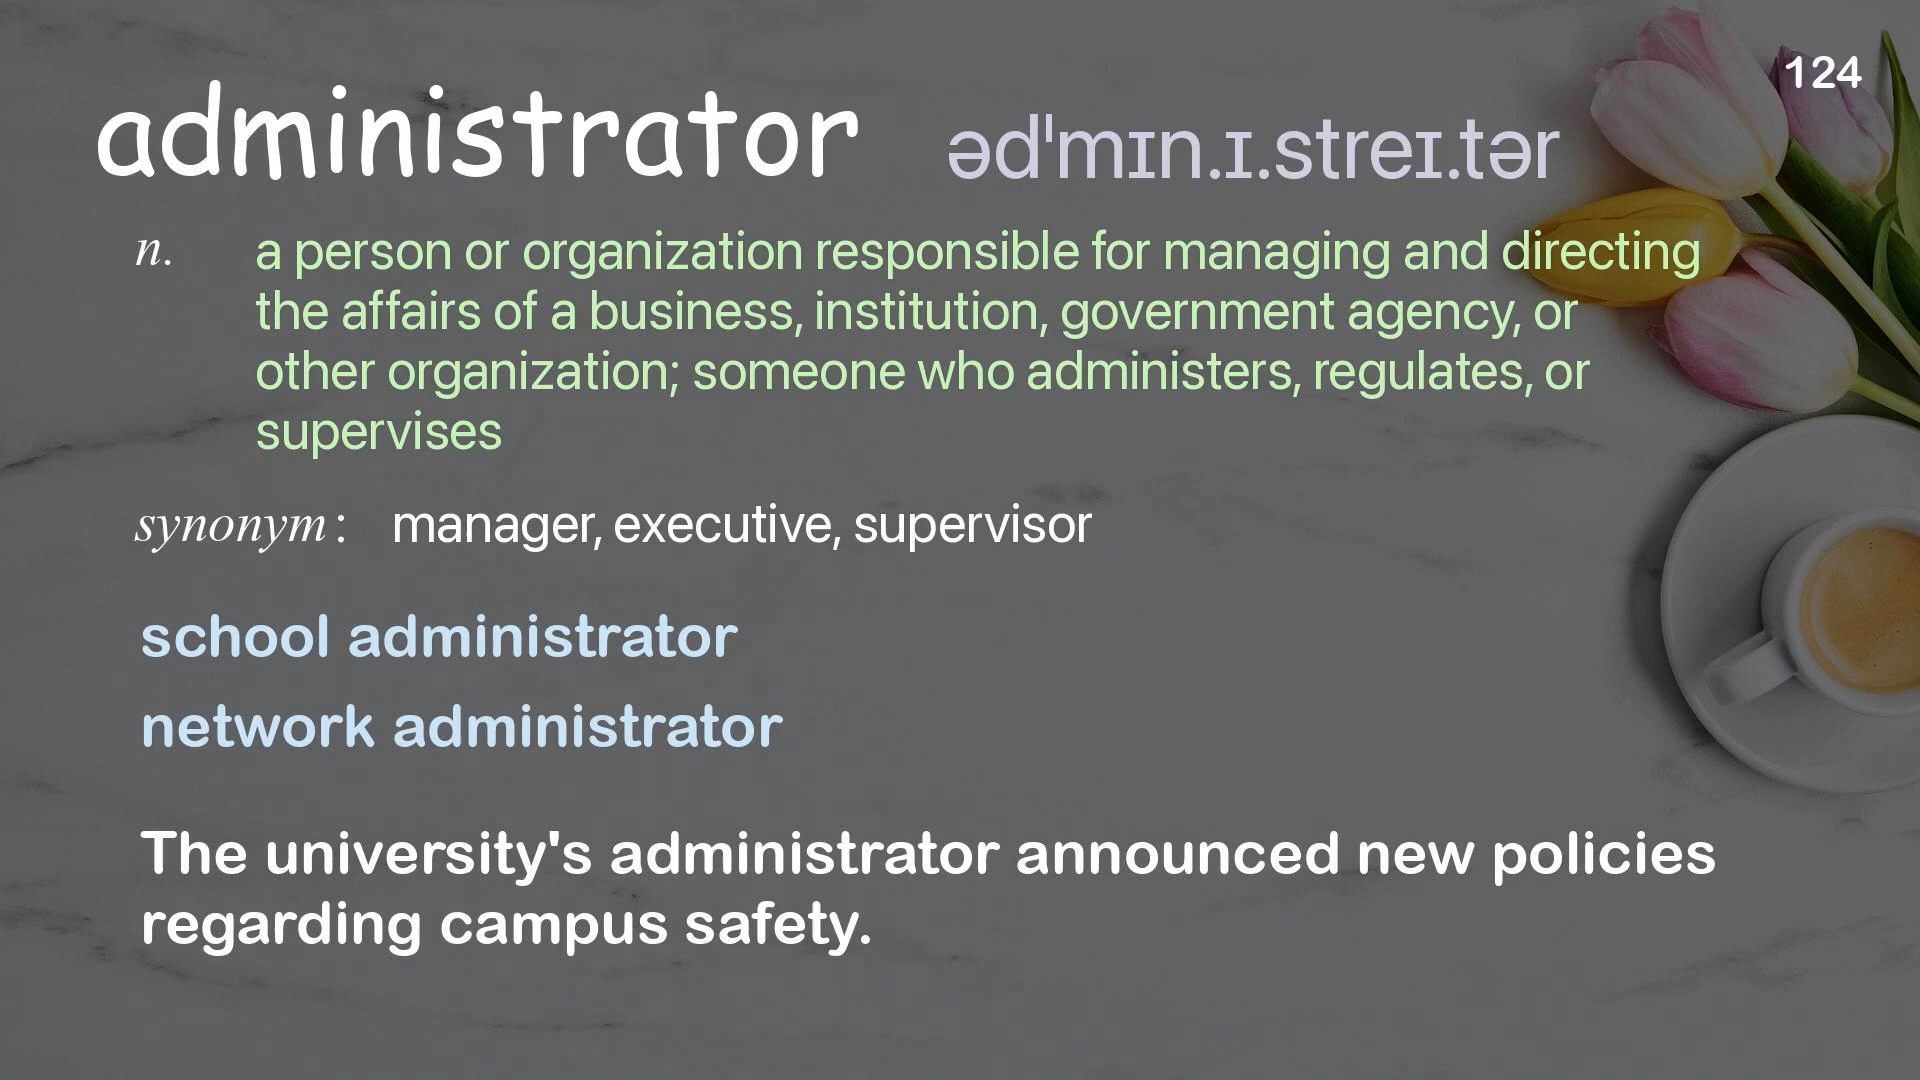 124
administrator əd'mɪn.ɪ.streɪ.tər
n. a person or organization responsible for managing and directing
the affairs of a business, institution, government agency, or
other organization; someone who administers, regulates, or
supervises
synonym: manager, executive, supervisor
school administrator
network administrator
The university's administrator announced new policies
regarding campus safety.